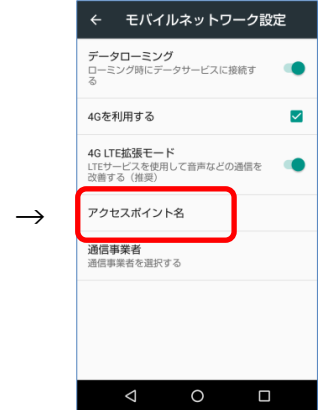 ← モバイルネットワーク設定
データローミング
ローミング時にデータサービスに接続す
る
4Gを利用する
4G LTE拡張モード
LTEサービスを使用して音声などの通信を
改善する（推奨）
→ アクセスポイント名
通信事業者
通信事業者を選択する